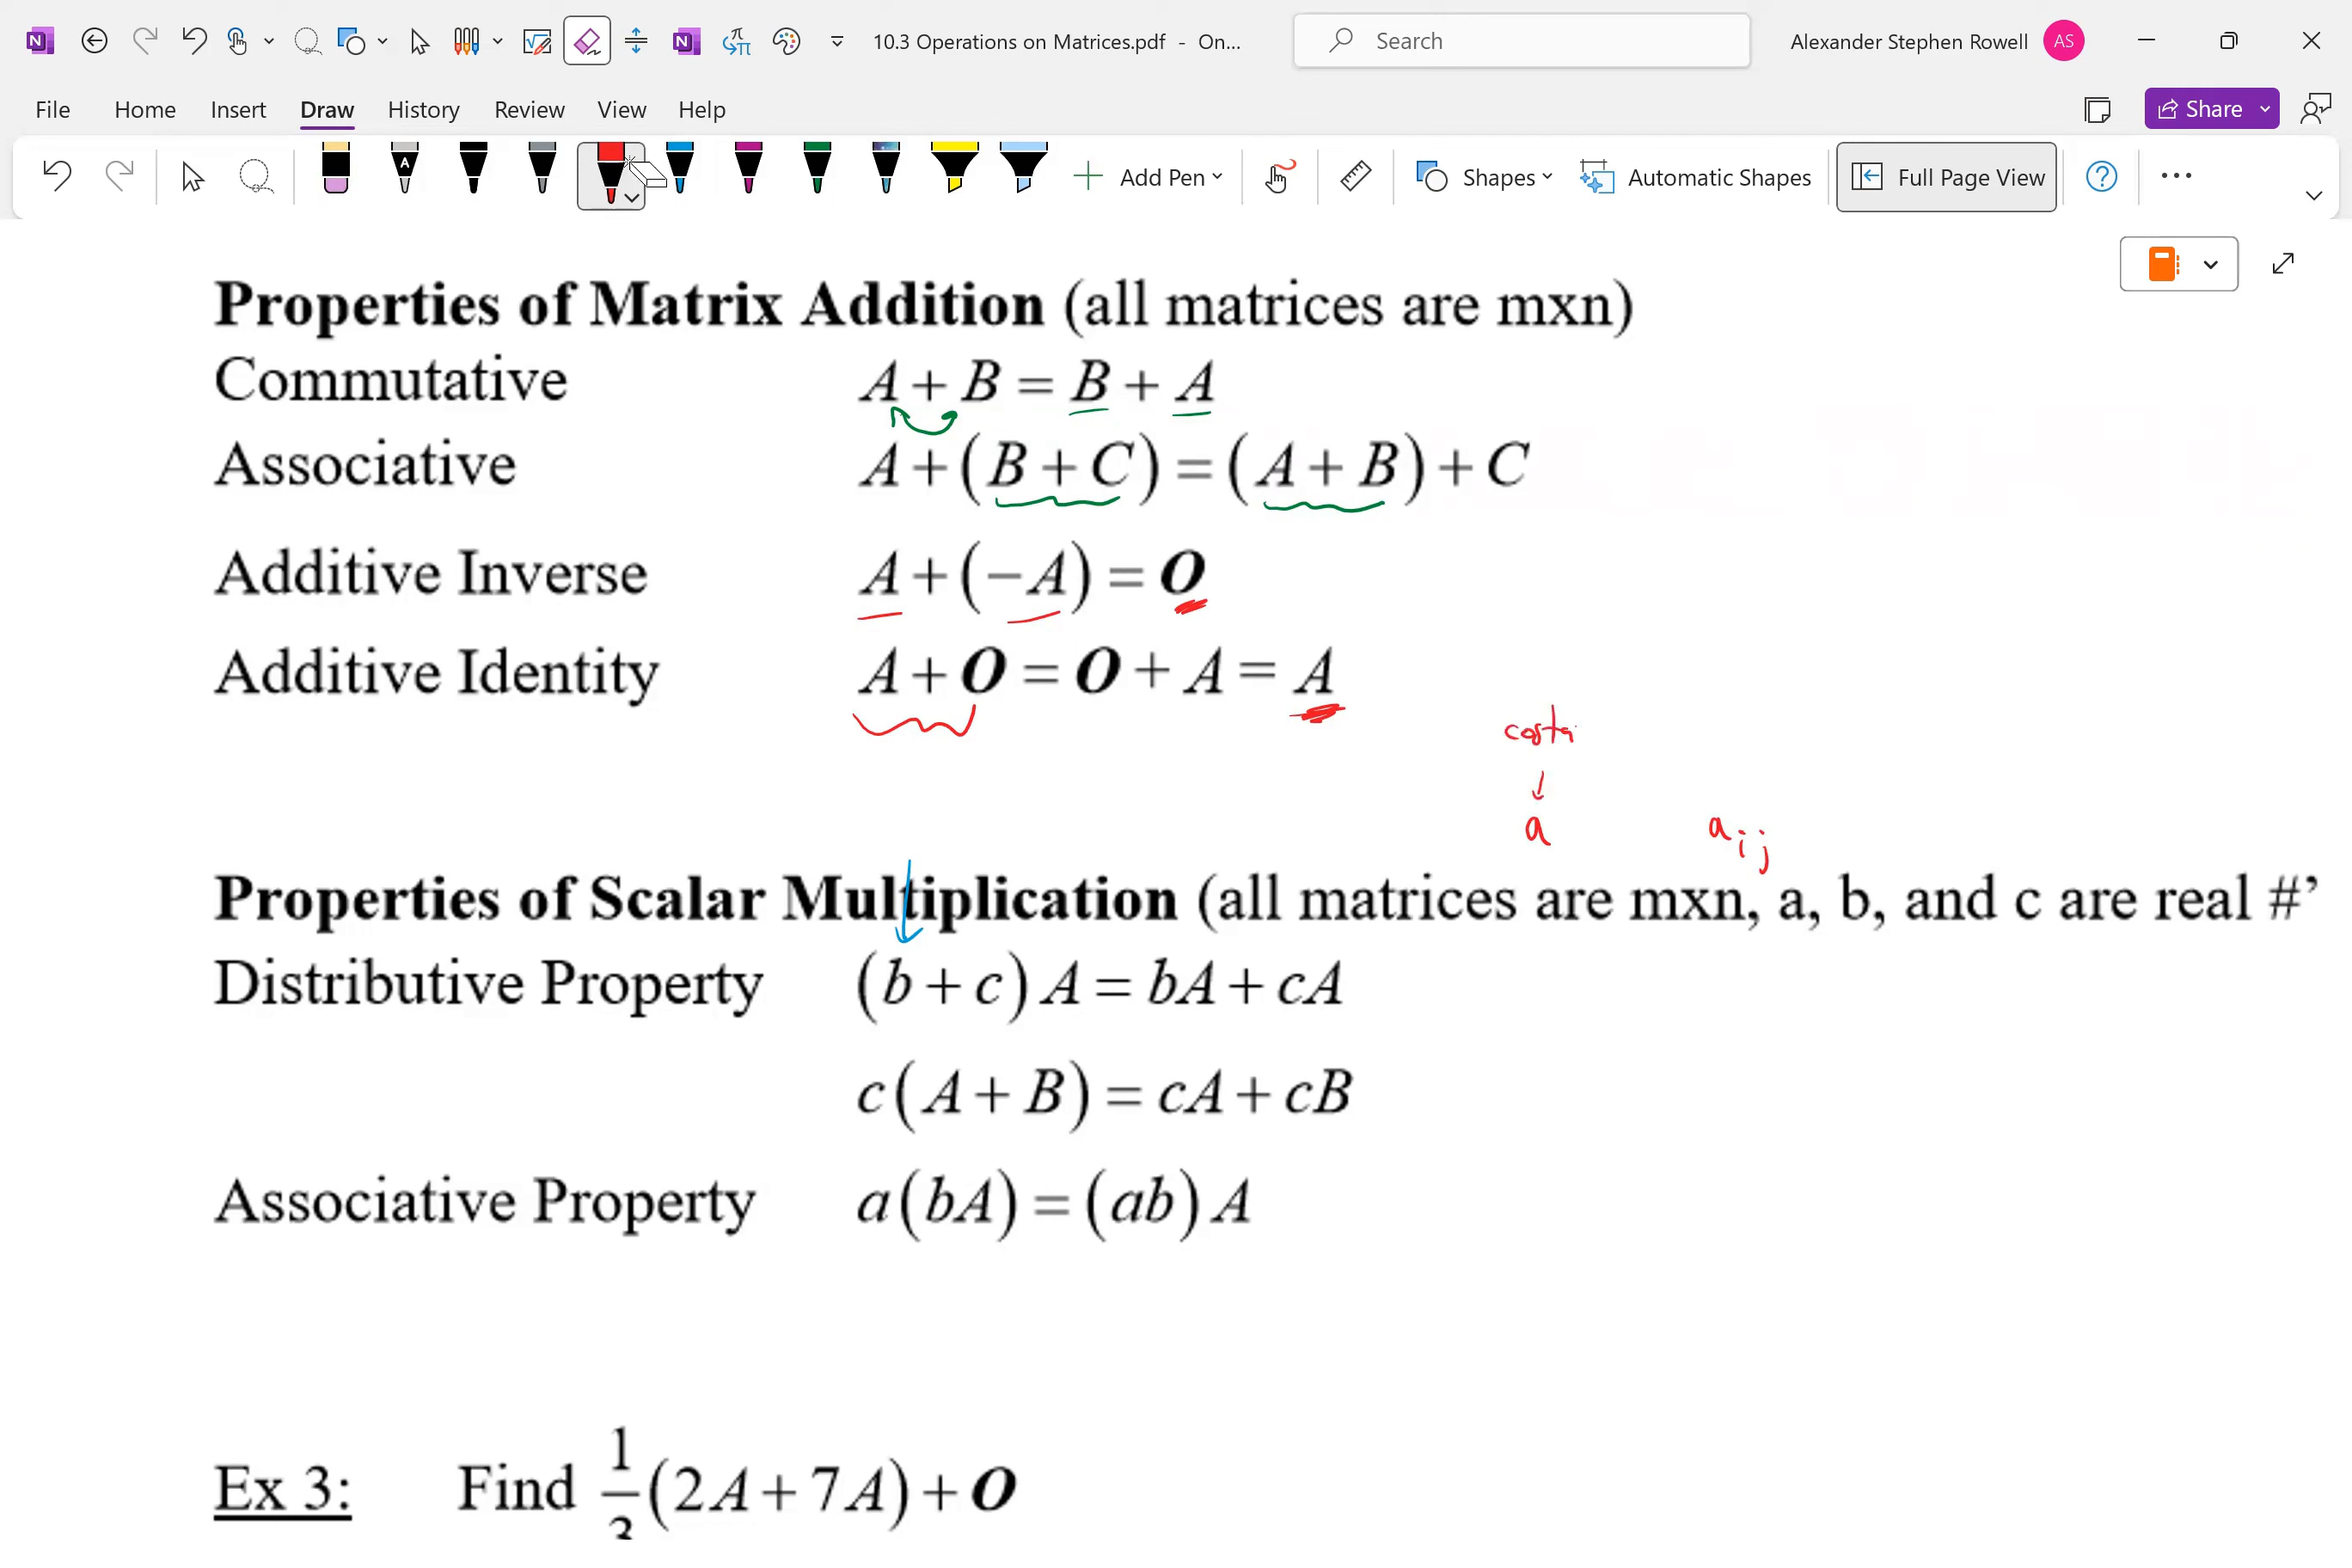 10.3 Operations on Matrices.pdf - On...
Search
Alexander Stephen Rowell
AS
File Home Insert Draw History Review View Help
Share
A
Add Pen
Shapes
Automatic Shapes
Full Page View
Properties of Matrix Addition (all matrices are mxn)
Commutative A + B = B + A
Associative A + (B + C) = (A + B) + C
Additive Inverse A + (−A) = O
Additive Identity A + O = O + A = A
a
a i j
Properties of Scalar Multiplication (all matrices are mxn, a, b, and c are real #’
Distributive Property (b + c) A = bA + cA
c(A + B) = cA + cB
Associative Property a(bA) = (ab) A
Ex 3: Find 1/3 (2A + 7A) + O